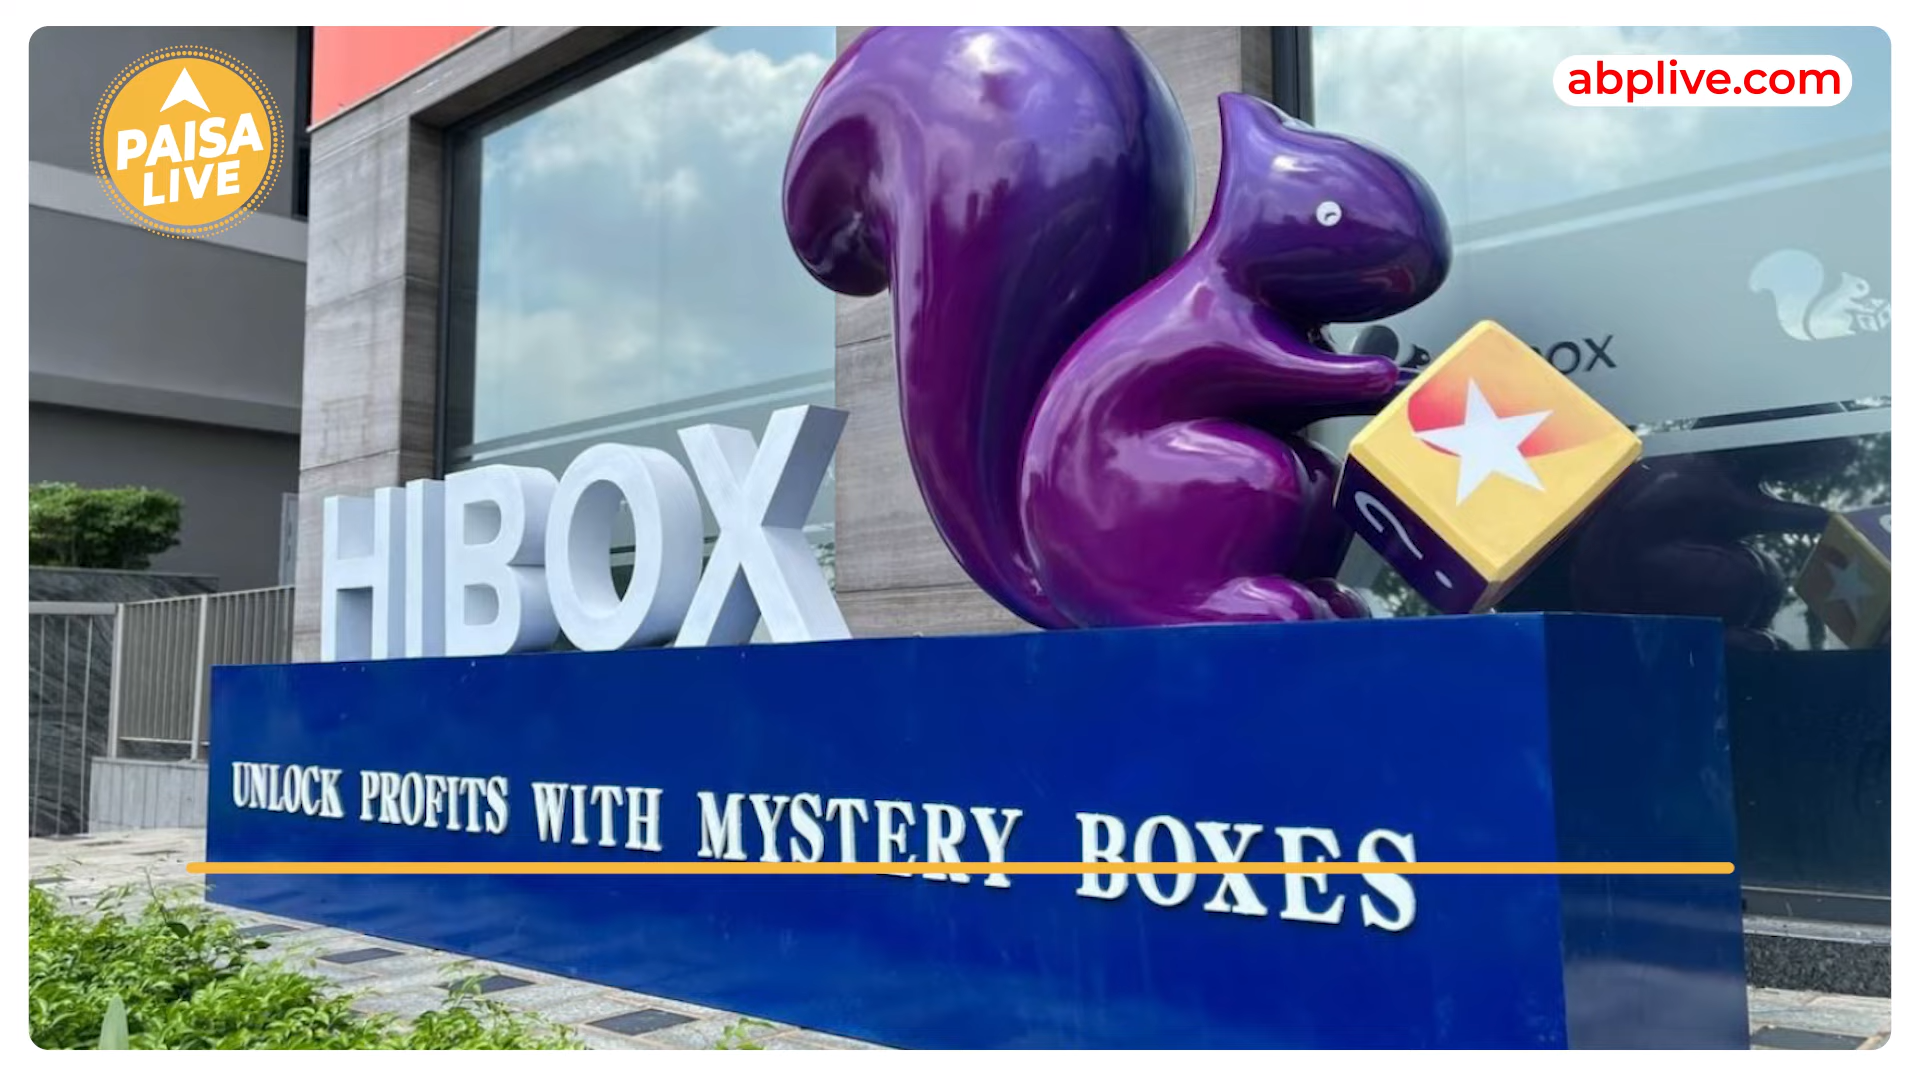 PAISA
LIVE
abplive.com
HIBOX
UNLOCK PROFITS WITH MYSTERY BOXES